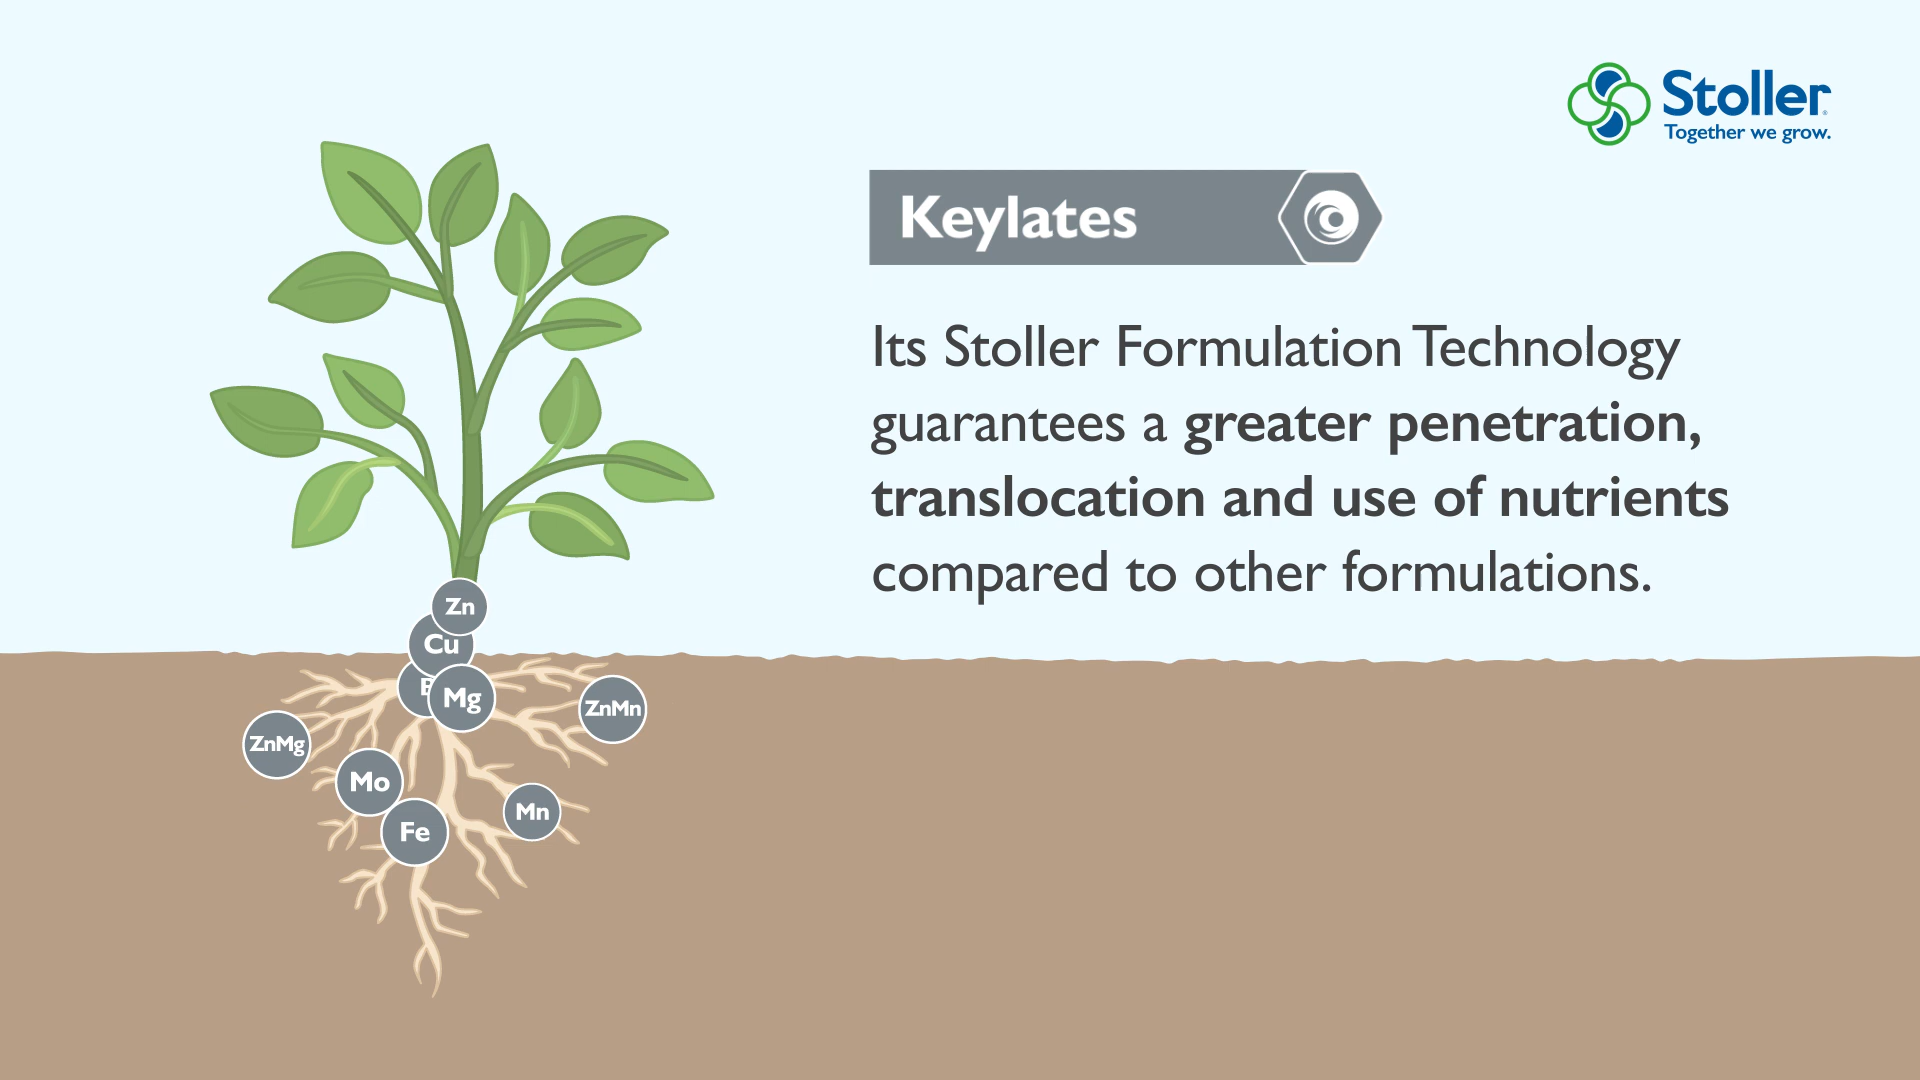 Stoller
Together we grow.
Keylates
Its Stoller Formulation Technology
guarantees a greater penetration,
translocation and use of nutrients
compared to other formulations.
Zn
Cu
Mg
ZnMn
ZnMg
Mo
Mn
Fe